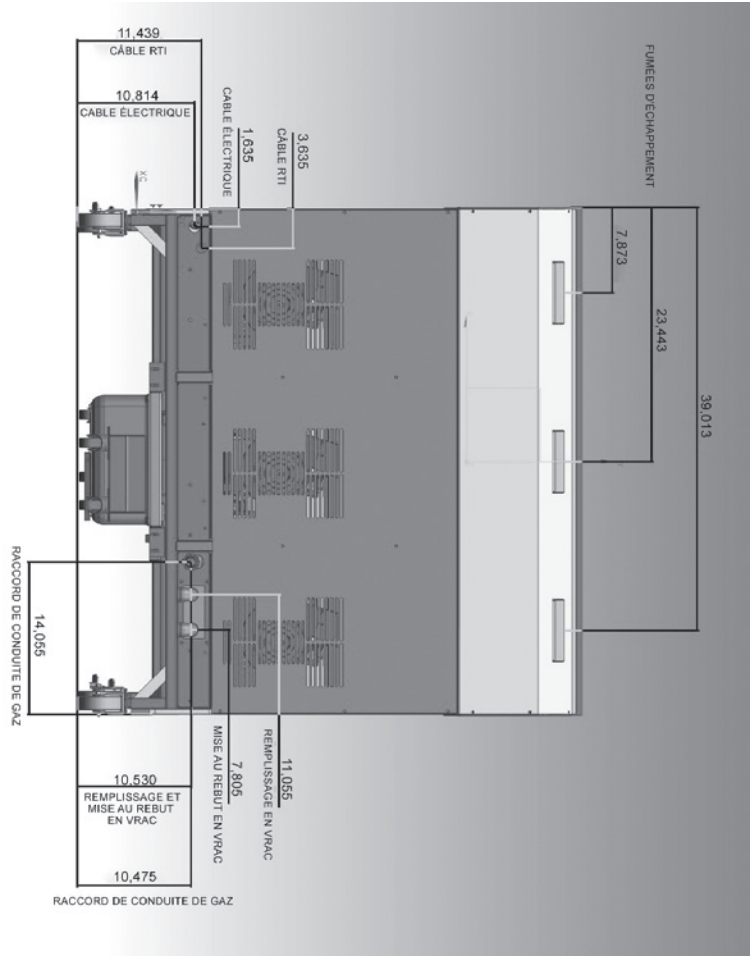 11,439
CÂBLE RTI
10,814
CABLE ÉLECTRIQUE
1,635
CABLE ÉLECTRIQUE
3,635
CÂBLE RTI
FUMÉES D'ÉCHAPPEMENT
7,873
23,443
39,013
14,055
RACCORD DE CONDUITE DE GAZ
7,805
MISE AU REBUT EN VRAC
11,055
REMPLISSAGE EN VRAC
10,530
REMPLISSAGE ET
MISE AU REBUT
EN VRAC
10,475
RACCORD DE CONDUITE DE GAZ